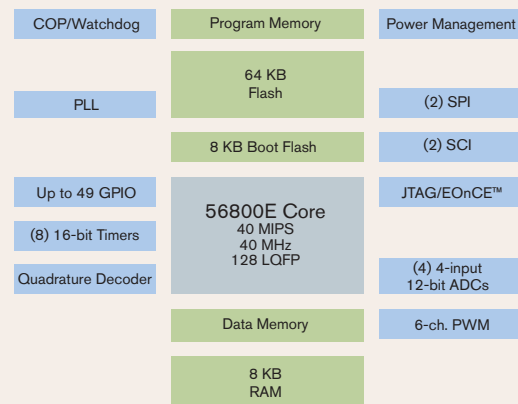 COP/Watchdog
Program Memory
Power Management
64 KB
Flash
PLL
(2) SPI
8 KB Boot Flash
(2) SCI
Up to 49 GPIO
56800E Core
40 MIPS
40 MHz
128 LQFP
JTAG/EOnCE™
(8) 16-bit Timers
Quadrature Decoder
(4) 4-input
12-bit ADCs
Data Memory
6-ch. PWM
8 KB
RAM